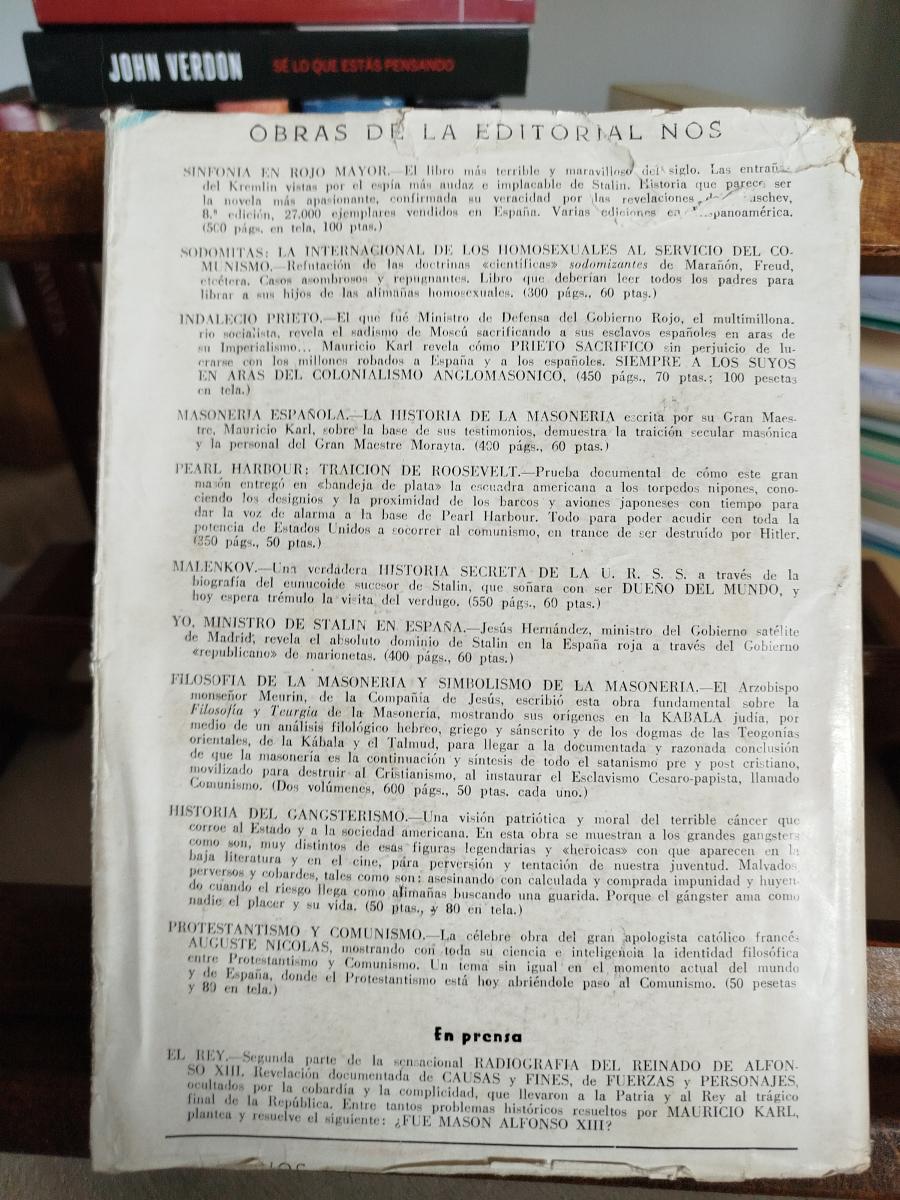 JOHN VERDON SÉ LO QUE ESTÁS PENSANDO
OBRAS DE LA EDITORIAL NOS
SINFONIA EN ROJO MAYOR.—El libro más terrible y maravilloso del siglo. Las entrañas
del Kremlin vistas por el espía más audaz e implacable de Stalin. Historia que parece ser
la novela más apasionante, confirmada su veracidad por las revelaciones uschev,
8.ª edición, 27.000 ejemplares vendidos en España. Varias ediciones en panoamérica.
(500 págs, en tela, 100 ptas.)
SODOMITAS: LA INTERNACIONAL DE LOS HOMOSEXUALES AL SERVICIO DEL CO-
MUNISMO.—Refutación de las doctrinas «científicas» sodomizantes de Marañón, Freud,
etcétera. Casos asombrosos y repugnantes. Libro que deberían leer todos los padres para
librar a sus hijos de las alimañas homosexuales. (300 págs., 60 ptas.)
INDALECIO PRIETO.—El que fué Ministro de Defensa del Gobierno Rojo, el multimillona.
rio socialista, revela el sadismo de Moscú sacrificando a sus esclavos españoles en aras de
su Imperialismo... Mauricio Karl revela cómo PRIETO SACRIFICO sin perjuicio de lu-
crarse con los millones robados a España y a los españoles. SIEMPRE A LOS SUYOS
EN ARAS DEL COLONIALISMO ANGLOMASONICO, (450 págs., 70 ptas.; 100 pesetas
en tela.)
MASONERIA ESPAÑOLA.—LA HISTORIA DE LA MASONERIA escrita por su Gran Maes-
tre, Mauricio Karl, sobre la base de sus testimonios, demuestra la traición secular masónica
y la personal del Gran Maestre Morayta. (400 págs., 60 ptas.)
PEARL HARBOUR: TRAICION DE ROOSEVELT.—Prueba documental de cómo este gran
masón entregó en «bandeja de plata» la escuadra americana a los torpedos nipones, cono-
ciendo los designios y la proximidad de los barcos y aviones japoneses con tiempo para
dar la voz de alarma a la base de Pearl Harbour. Todo para poder acudir con toda la
potencia de Estados Unidos a socorrer al comunismo, en trance de ser destruído por Hitler.
(350 págs., 50 ptas.)
MALENKOV.—Una verdadera HISTORIA SECRETA DE LA U. R. S. S. a través de la
biografía del eunucoide sucesor de Stalin, que soñara con ser DUEÑO DEL MUNDO, y
hoy espera trémulo la visita del verdugo. (550 págs., 60 ptas.)
YO, MINISTRO DE STALIN EN ESPAÑA.—Jesús Hernández, ministro del Gobierno satélite
de Madrid, revela el absoluto dominio de Stalin en la España roja a través del Gobierno
«republicano» de marionetas. (400 págs., 60 ptas.)
FILOSOFIA DE LA MASONERIA Y SIMBOLISMO DE LA MASONERIA.—El Arzobispo
monseñor Meurin, de la Compañía de Jesús, escribió esta obra fundamental sobre la
Filosofía y Teurgia de la Masonería, mostrando sus orígenes en la KABALA judía, por
medio de un análisis filológico hebreo, griego y sánscrito y de los dogmas de las Teogonías
orientales, de la Kábala y el Talmud, para llegar a la documentada y razonada conclusión
de que la masonería es la continuación y síntesis de todo el satanismo pre y post cristiano,
movilizado para destruir al Cristianismo, al instaurar el Esclavismo Cesaro-papista, llamado
Comunismo. (Dos volúmenes, 600 págs., 50 ptas. cada uno.)
HISTORIA DEL GANGSTERISMO.—Una visión patriótica y moral del terrible cáncer que
corroe al Estado y a la sociedad americana. En esta obra se muestran a los grandes gangsters
como son, muy distintos de esas figuras legendarias y «heroicas» con que aparecen en la
baja literatura y en el cine, para perversión y tentación de nuestra juventud. Malvados,
perversos y cobardes, tales como son: asesinando con calculada y comprada impunidad y huyen-
do cuando el riesgo llega como alimañas buscando una guarida. Porque el gángster ama como
nadie el placer y su vida. (50 ptas., y 80 en tela.)
PROTESTANTISMO Y COMUNISMO.—La célebre obra del gran apologista católico francés
AUGUSTE NICOLAS, mostrando con toda su ciencia e inteligencia la identidad filosófica
entre Protestantismo y Comunismo. Un tema sin igual en el momento actual del mundo
y de España, donde el Protestantismo está hoy abriéndole paso al Comunismo. (50 pesetas
y 80 en tela.)
En prensa
EL REY.—Segunda parte de la sensacional RADIOGRAFIA DEL REINADO DE ALFON-
SO XIII. Revelación documentada de CAUSAS y FINES, de FUERZAS y PERSONAJES,
ocultados por la cobardía y la complicidad, que llevaron a la Patria y al Rey al trágico
final de la República. Entre tantos problemas históricos resueltos por MAURICIO KARL,
plantea y resuelve el siguiente: ¿FUE MASON ALFONSO XIII?